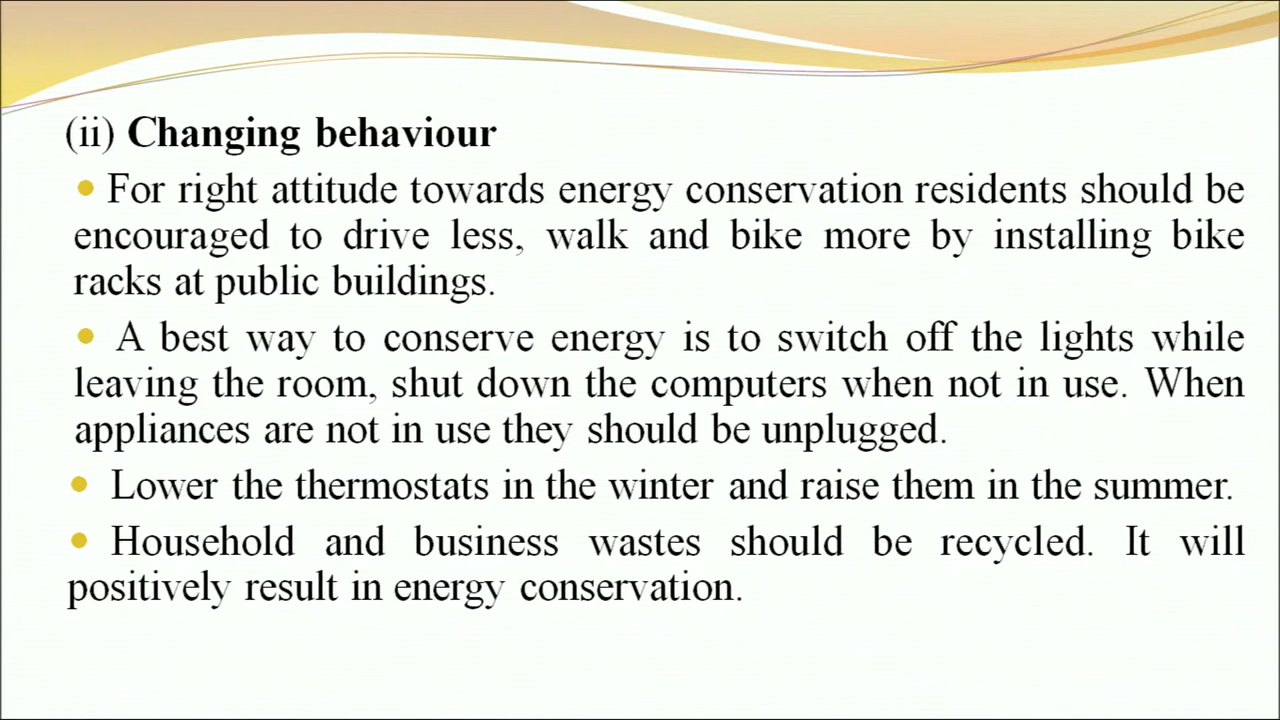 (ii) Changing behaviour
• For right attitude towards energy conservation residents should be
encouraged to drive less, walk and bike more by installing bike
racks at public buildings.
• A best way to conserve energy is to switch off the lights while
leaving the room, shut down the computers when not in use. When
appliances are not in use they should be unplugged.
• Lower the thermostats in the winter and raise them in the summer.
• Household and business wastes should be recycled. It will
positively result in energy conservation.